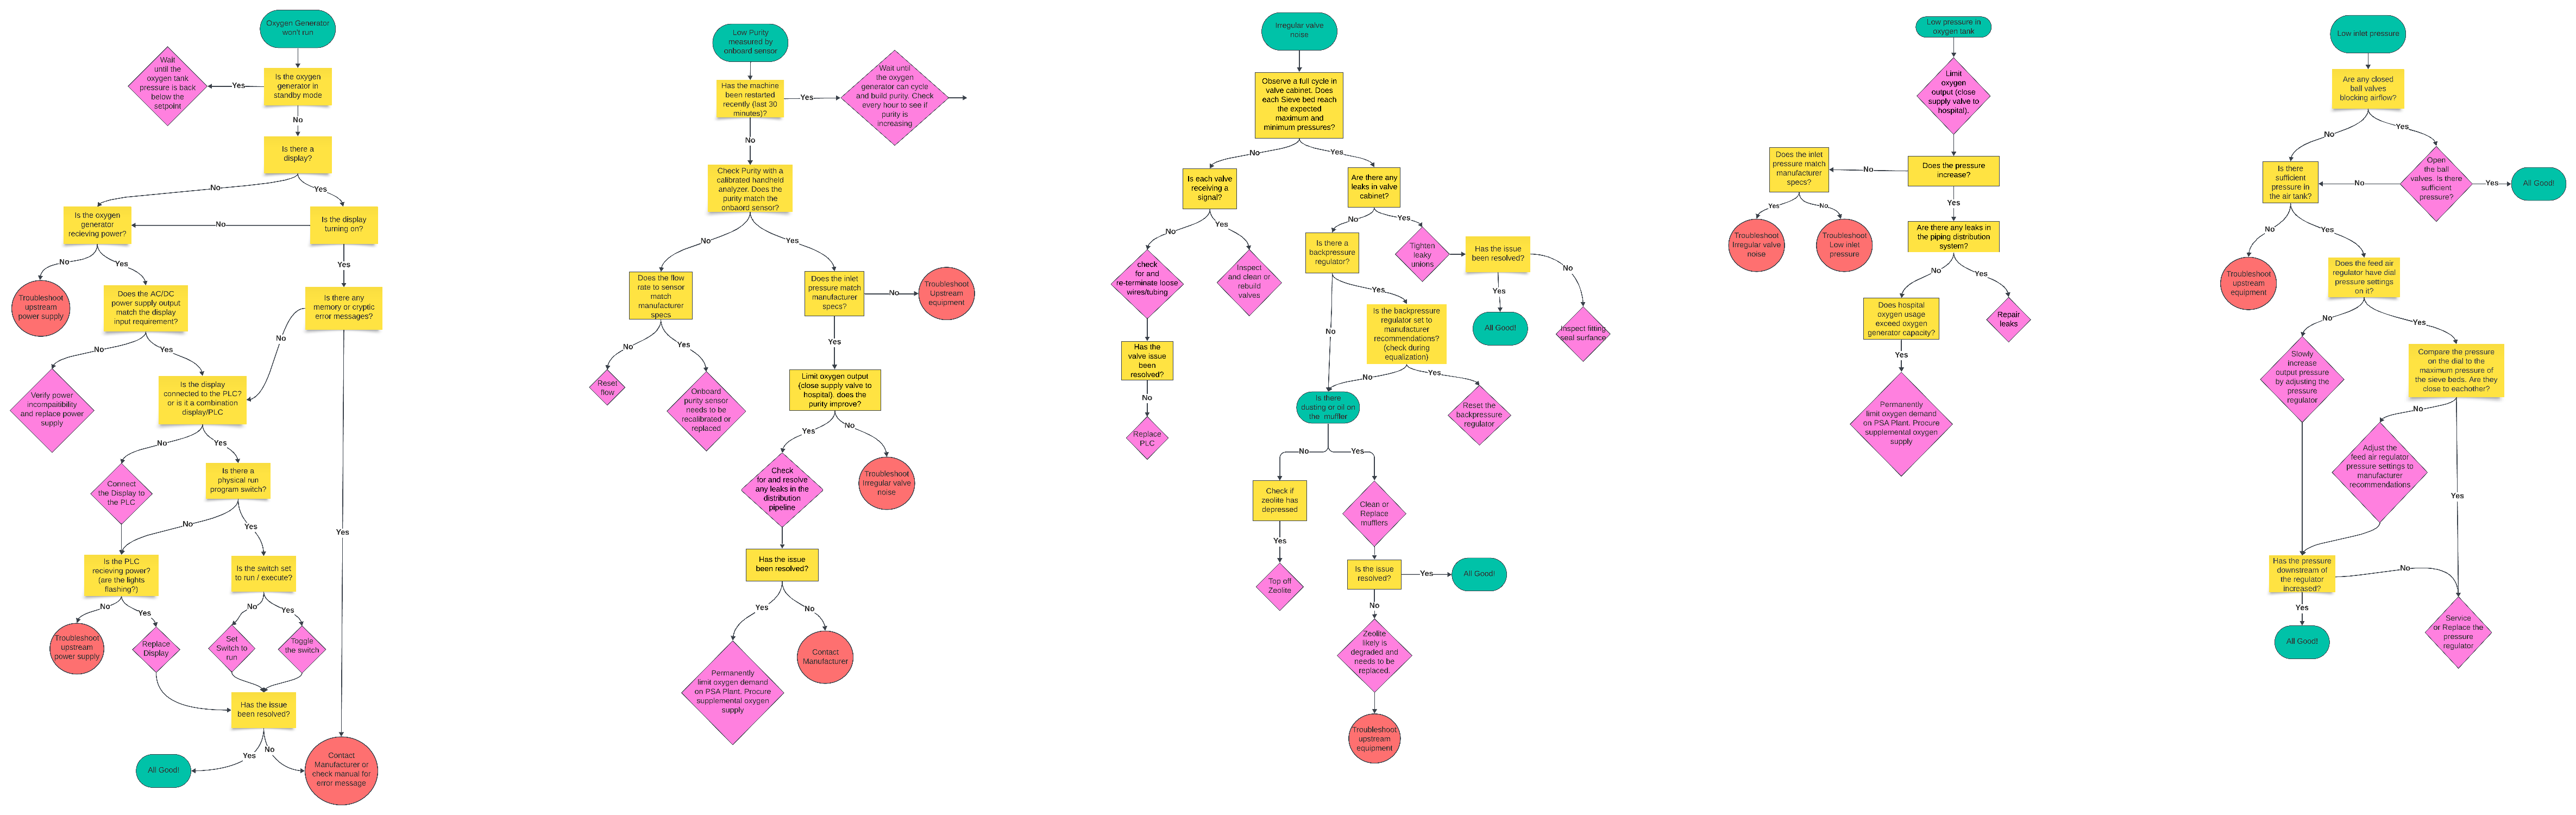 Oxygen Generator
won't run
Wait
until the
oxygen tank
pressure is back
below the
setpoint
Yes
Is the oxygen
generator in
standby mode
No
Is there a
display?
No
Yes
Is the oxygen
generator
recieving power?
No
Is the display
turning on?
No
Yes
Yes
Troubleshoot
upstream
power supply
Does the AC/DC
power supply output
match the display
input requirement?
Is there any
memory or cryptic
error messages?
No
Yes
No
Verify power
incompatibility
and replace power
supply
Is the display
connected to the PLC?
or is it a combination
display/PLC
No
Yes
Connect
the Display to
the PLC
Is there a
physical run
program switch?
No
Yes
Yes
Is the PLC
recieving power?
(are the lights
flashing?)
Is the switch set
to run / execute?
No
Yes
No
Yes
Troubleshoot
upstream
power supply
Replace
Display
Set
Switch to
run
Toggle
the switch
Has the issue
been resolved?
Yes
No
All Good!
Contact
Manufacturer or
check manual for
error message
Low Purity
measured by
onboard sensor
Has the machine
been restarted
recently (last 30
minutes)?
Yes
Wait until
the oxygen
generator can cycle
and build purity. Check
every hour to see if
purity is
increasing
No
Check Purity with a
calibrated handheld
analyzer. Does the
purity match the
onbaord sensor?
No
Yes
Does the flow
rate to sensor
match
manufacturer
specs
Does the inlet
pressure match
manufacturer
specs?
No
Troubleshoot
Upstream
equipment
No
Yes
Yes
Reset
flow
Onboard
purity sensor
needs to be
recalibrated or
replaced
Limit oxygen output
(close supply valve to
hospital). does the
purity improve?
Yes
No
Check
for and resolve
any leaks in the
distribution
pipeline
Troubleshoot
Irregular valve
noise
Has the issue
been resolved?
Yes
No
Permanently
limit oxygen demand
on PSA Plant. Procure
supplemental oxygen
supply
Contact
Manufacturer
irregular valve
noise
Observe a full cycle in
valve cabinet. Does
each Sieve bed reach
the expected
maximum and
minimum pressures?
No
Yes
Is each valve
receiving a
signal?
Are there any
leaks in valve
cabinet?
No
Yes
No
Yes
check
for and
re-terminate loose
wires/tubing
Inspect
and clean or
rebuild
valves
Is there a
backpressure
regulator?
Tighten
leaky
unions
Has the issue
been resolved?
No
Yes
Yes
All Good!
Inspect fitting
seal surfance
Has the
valve issue
been
resolved?
No
Is the backpressure
regulator set to
manufacturer
recommendations?
(check during
equalization)
No
Replace
PLC
No
Yes
Is there
dusting or oil on
the  muffler
Reset the
backpressure
regulator
No
Yes
Check if
zeolite has
depressed
Clean or
Replace
mufflers
Yes
Top off
Zeolite
Is the issue
resolved?
Yes
All Good!
No
Zeolite
likely is
degraded and
needs to be
replaced.
Troubleshoot
upstream
equipment
Low pressure in
oxygen tank
Limit
oxygen
output (close
supply valve to
hospital).
Does the inlet
pressure match
manufacturer
specs?
No
Does the pressure
increase?
Yes
No
Yes
Troubleshoot
Irregular valve
noise
Troubleshoot
Low inlet
pressure
Are there any leaks in
the piping distribution
system?
No
Yes
Does hospital
oxygen usage
exceed oxygen
generator capacity?
Repair
leaks
Yes
Permanently
limit oxygen demand
on PSA Plant. Procure
supplemental oxygen
supply
Low inlet pressure
Are any closed
ball valves
blocking airflow?
No
Yes
Is there
sufficient
pressure in
the air tank?
No
Open
the ball
valves. Is there
sufficient
pressure?
Yes
All Good!
No
Yes
Troubleshoot
upstream
equipment
Does the feed air
regulator have dial
pressure settings
on it?
No
Yes
Slowly
increase
output pressure
by adjusting the
pressure
regulator
Compare the pressure
on the dial to the
maximum pressure of
the sieve beds. Are they
close to eachother?
No
Adjust the
feed air regulator
pressure settings to
manufacturer
recommendations
Yes
Has the pressure
downstream of
the regulator
increased?
No
Yes
All Good!
Service
or Replace the
pressure
regulator